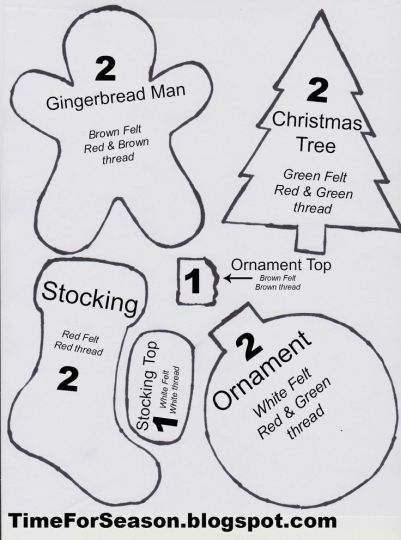 2
Gingerbread Man
Brown Felt
Red & Brown
thread
2
Christmas
Tree
Green Felt
Red & Green
thread
1
Ornament Top
Brown Felt
Brown thread
Stocking
Red Felt
Red thread
2
Stocking Top
White Felt
White thread
1
2
Ornament
White Felt
Red & Green
thread
TimeForSeason.blogspot.com